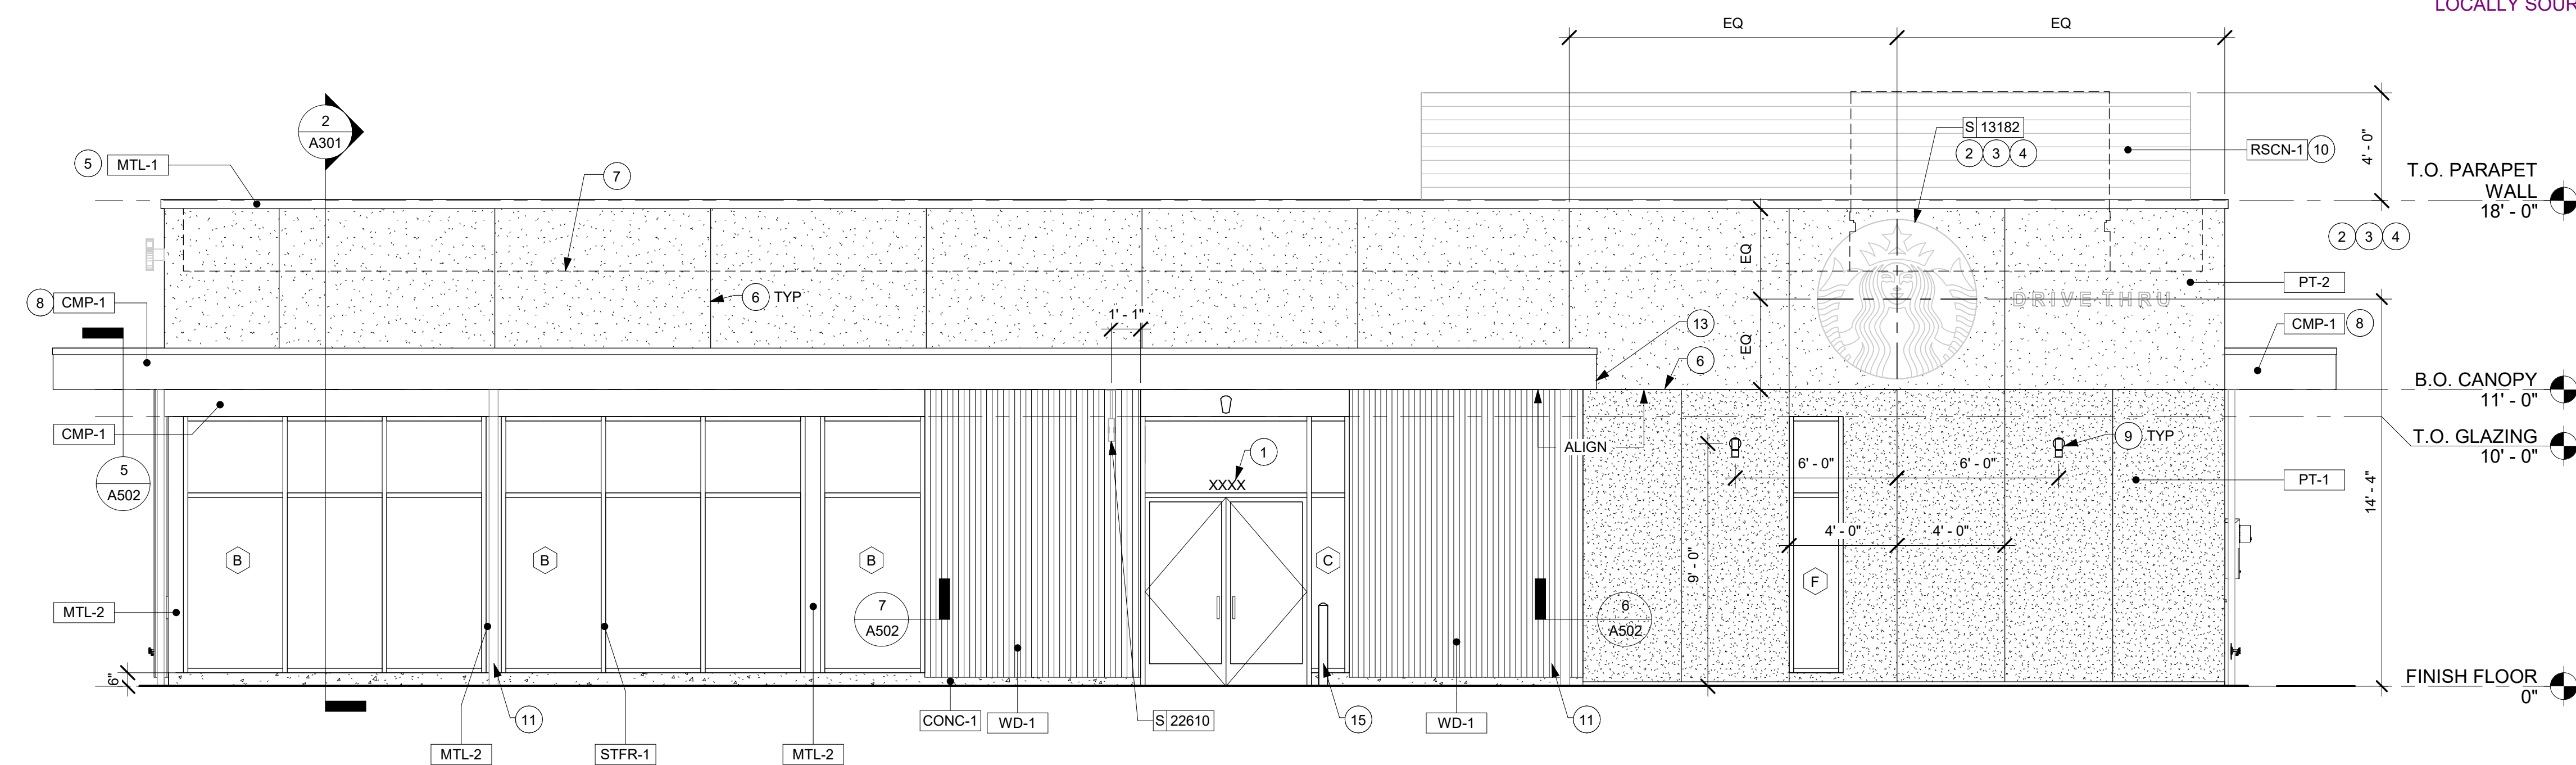 LOCALLY SOUR
EQ
EQ
2
A301
5 MTL-1
7
S 13182
2 3 4
RSCN-1 10
4' - 0"
T.O. PARAPET
WALL
18' - 0"
2 3 4
EQ
PT-2
8 CMP-1
6 TYP
DRIVE THRU
1' - 1"
13
CMP-1 8
EQ
6
B.O. CANOPY
11' - 0"
CMP-1
ALIGN
9 TYP
T.O. GLAZING
10' - 0"
5
A502
1
XXXX
6' - 0"
6' - 0"
PT-1
14' - 4"
4' - 0"
4' - 0"
B
B
B
C
9' - 0"
F
MTL-2
7
A502
6
A502
6"
FINISH FLOOR
0"
11
CONC-1
WD-1
S 22610
15
WD-1
11
MTL-2
STFR-1
MTL-2